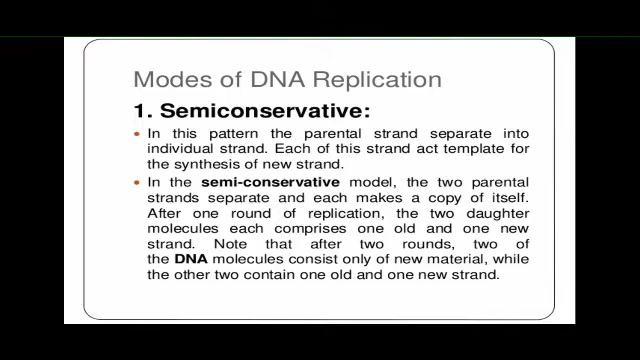 Modes of DNA Replication
1. Semiconservative:
• In this pattern the parental strand separate into
individual strand. Each of this strand act template for
the synthesis of new strand.
• In the semi-conservative model, the two parental
strands separate and each makes a copy of itself.
After one round of replication, the two daughter
molecules each comprises one old and one new
strand. Note that after two rounds, two of
the DNA molecules consist only of new material, while
the other two contain one old and one new strand.